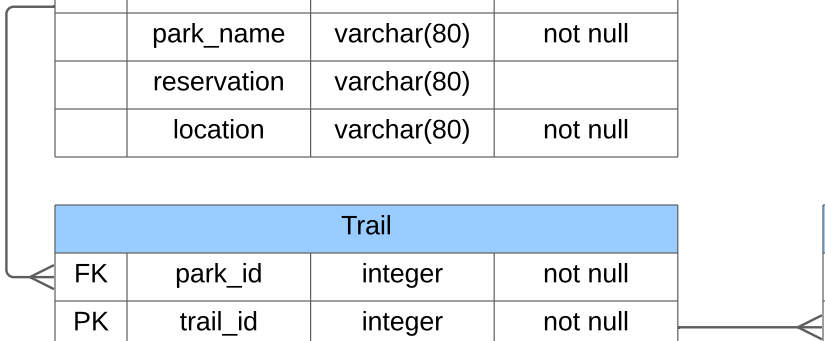 park_name varchar(80) not null
reservation varchar(80)
location varchar(80) not null
Trail
FK park_id integer not null
PK trail_id integer not null